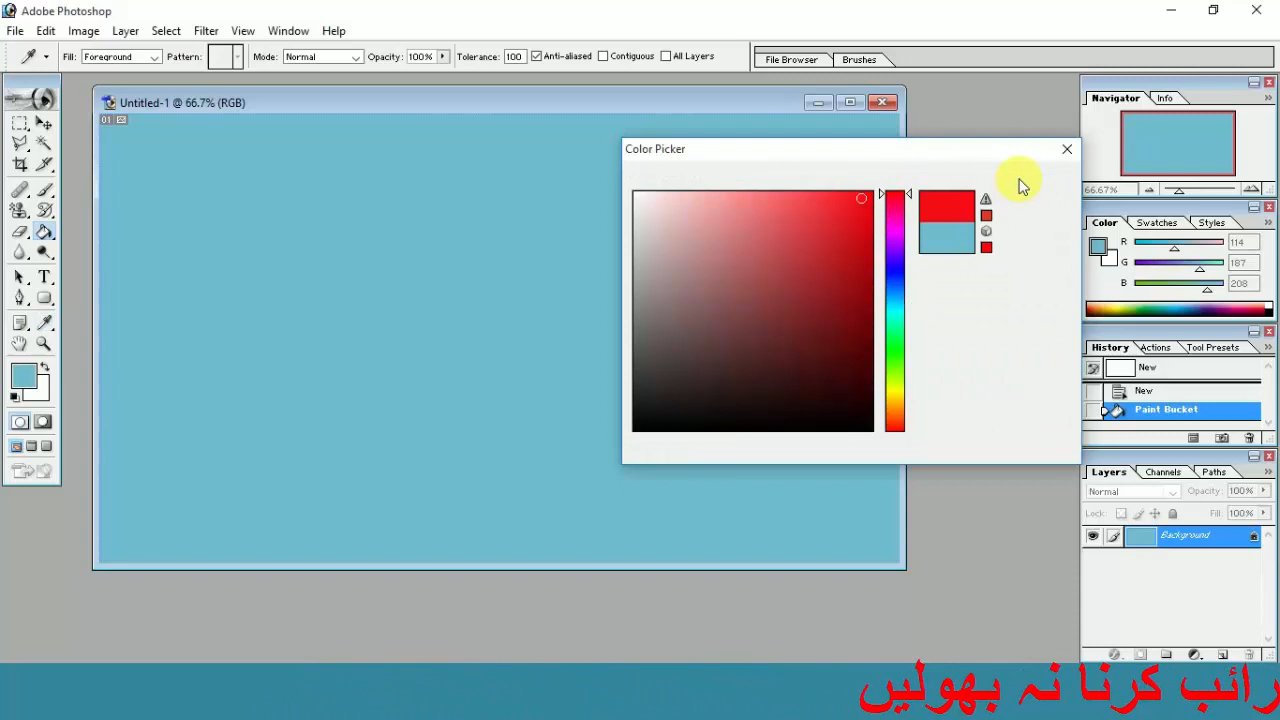 Adobe Photoshop
File Edit Image Layer Select Filter View Window Help
Fill: Foreground Pattern: Mode: Normal Opacity: 100% Tolerance: 100 Anti-aliased Contiguous All Layers File Browser Brushes
Untitled-1 @ 66.7% (RGB)
01
Color Picker
Navigator Info
66.67%
Color Swatches Styles
R 114
G 187
B 208
History Actions Tool Presets
New
New
Paint Bucket
Layers Channels Paths
Normal Opacity: 100%
Lock: Fill: 100%
Background
رائب کرنا نہ بھولیں